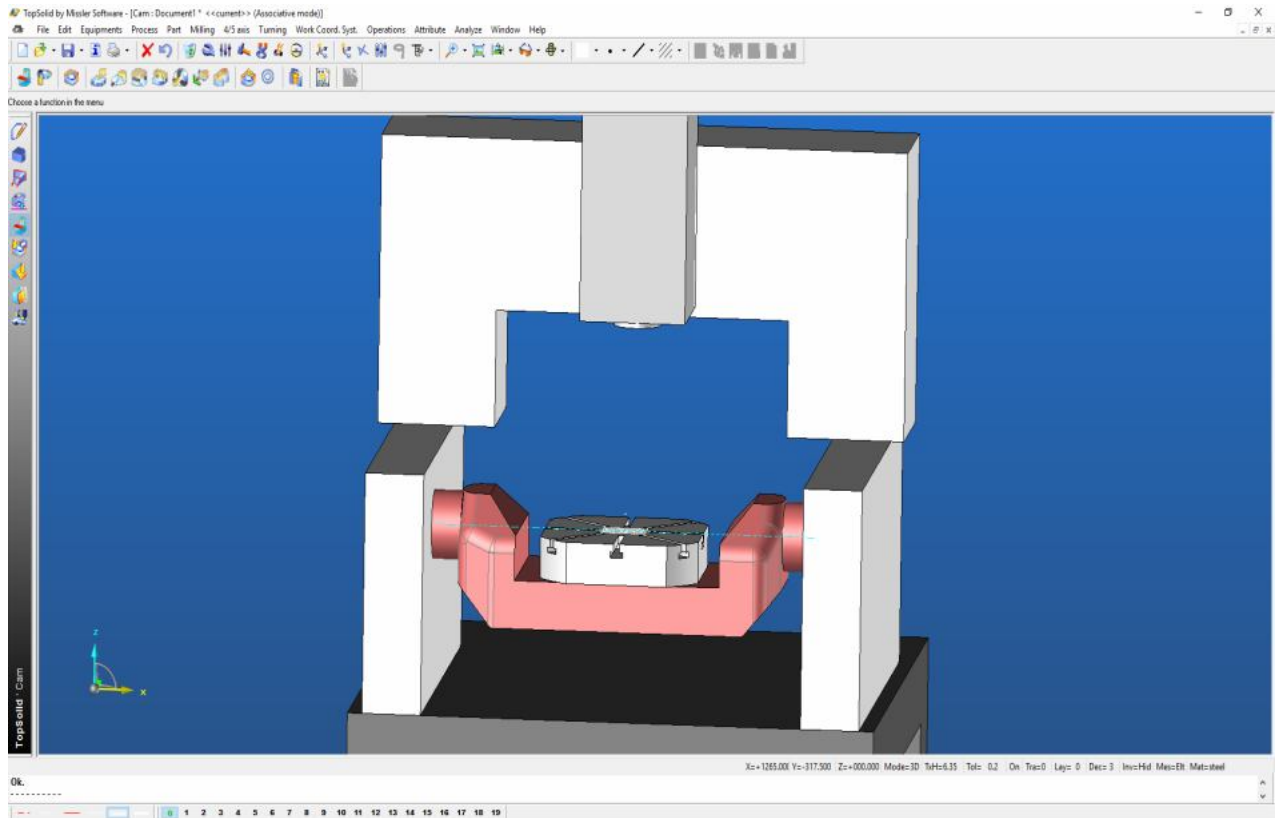 TopSolid by Missler Software - [Cam : Document1 * <<current>> (Associative mode)]
File Edit Equipments Process Part Milling 4/5 axis Turning Work Coord. Syst. Operations Attribute Analyze Window Help
Choose a function in the menu
z
x
TopSolid ' Cam
X=+1265.000 Y=-317.500 Z=+000.000 Mode=3D TxH=6.35 Tol= 0.2 On Tra=0 Lay= 0 Dec= 3 Inv=Hid Mes=Elt Mat=steel
Ok.
----------
0 1 2 3 4 5 6 7 8 9 10 11 12 13 14 15 16 17 18 19